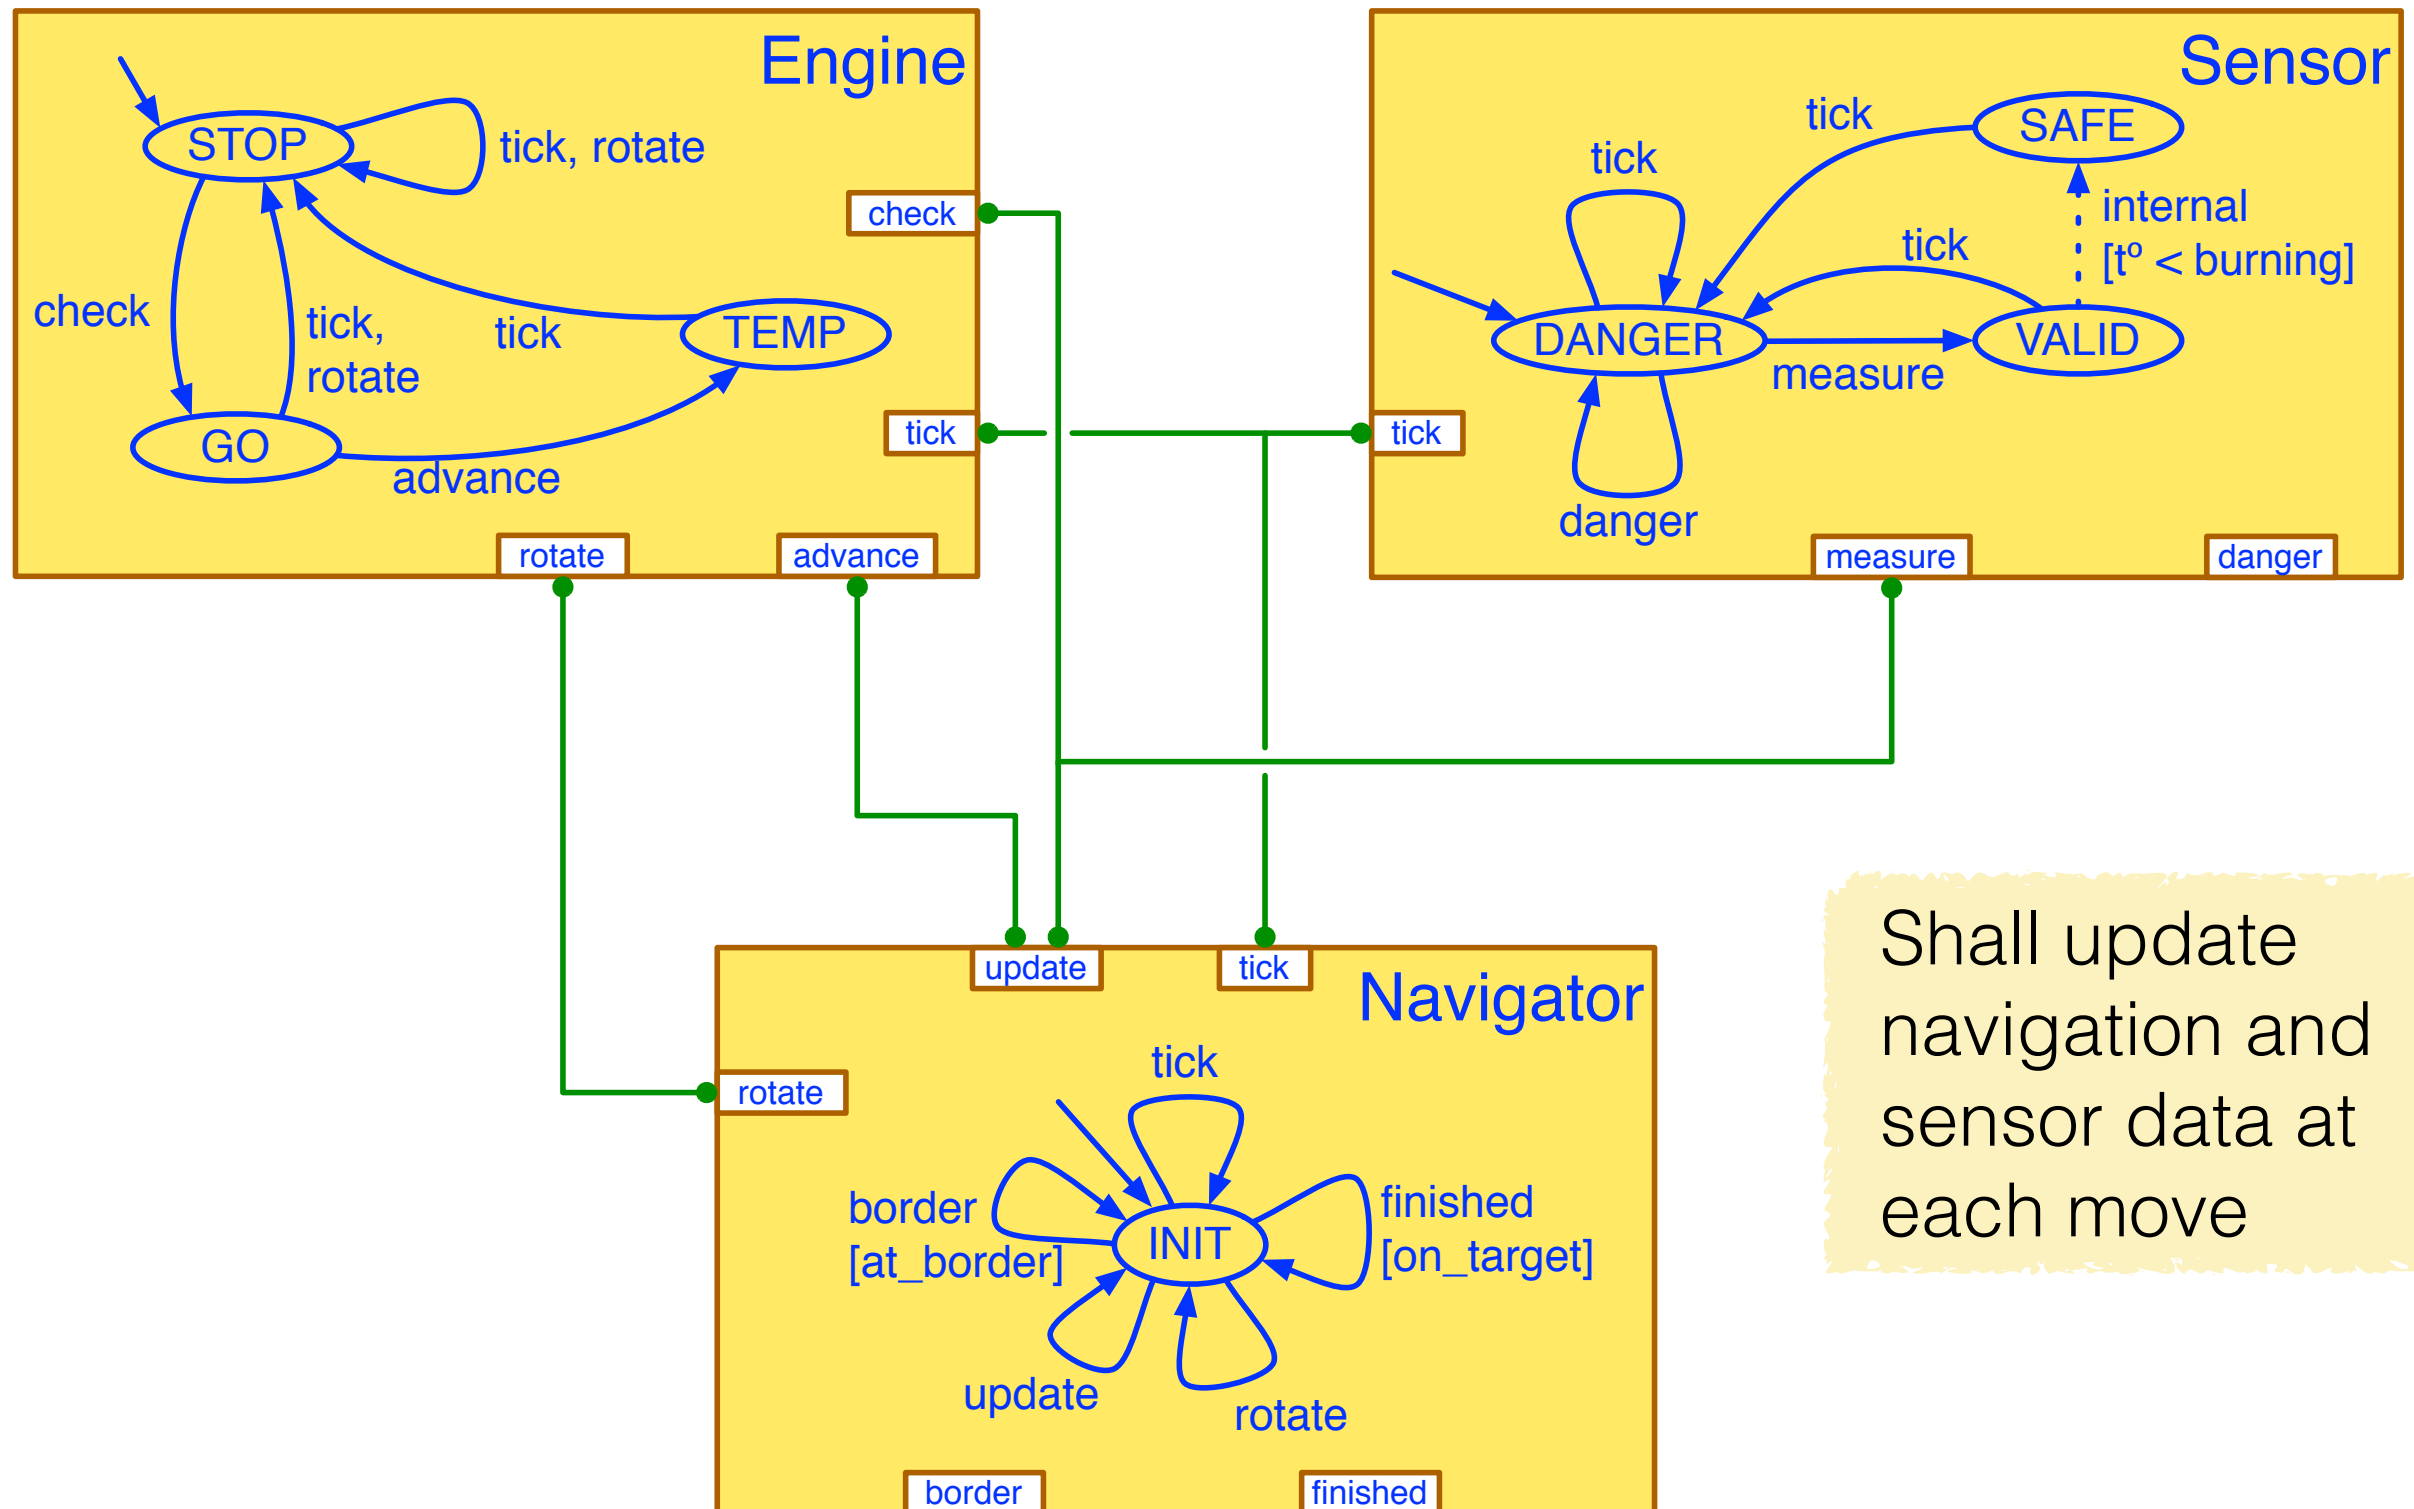 Engine
STOP
tick, rotate
check
check
tick,
rotate
tick
TEMP
GO
advance
tick
rotate
advance
Sensor
SAFE
tick
tick
internal
[tº < burning]
tick
DANGER
VALID
measure
tick
danger
measure
danger
update
tick
Navigator
rotate
tick
border
[at_border]
INIT
finished
[on_target]
update
rotate
border
finished
Shall update
navigation and
sensor data at
each move